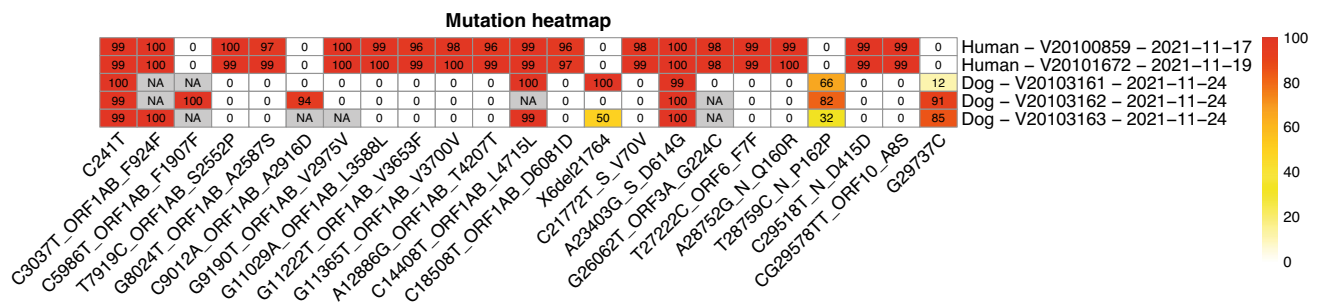 Mutation heatmap
99 100 0 100 97 0 100 99 96 98 96 99 96 0 98 100 98 99 99 0 99 99 0 Human – V20100859 – 2021–11–17
99 100 0 99 99 0 100 100 99 100 99 99 97 0 99 100 98 99 100 0 99 99 0 Human – V20101672 – 2021–11–19
100 NA NA 0 0 0 0 0 0 0 0 100 0 100 0 99 0 0 0 66 0 0 12 Dog – V20103161 – 2021–11–24
99 NA 100 0 0 94 0 0 0 0 0 NA 0 0 0 100 NA 0 0 82 0 0 91 Dog – V20103162 – 2021–11–24
99 100 NA 0 0 NA NA 0 0 0 0 99 0 50 0 100 NA 0 0 32 0 0 85 Dog – V20103163 – 2021–11–24
C241T
C3037T_ORF1AB_F924F
C5986T_ORF1AB_F1907F
T7919C_ORF1AB_S2552P
G8024T_ORF1AB_A2587S
C9012A_ORF1AB_A2916D
G9190T_ORF1AB_V2975V
G11029A_ORF1AB_L3588L
G11222T_ORF1AB_V3653F
G11365T_ORF1AB_V3700V
A12886G_ORF1AB_T4207T
C14408T_ORF1AB_L4715L
C18508T_ORF1AB_D6081D
X6del21764
C21772T_S_V70V
A23403G_S_D614G
G26062T_ORF3A_G224C
T27222C_ORF6_F7F
A28752G_N_Q160R
T28759C_N_P162P
C29518T_N_D415D
CG29578TT_ORF10_A8S
G29737C
100
80
60
40
20
0